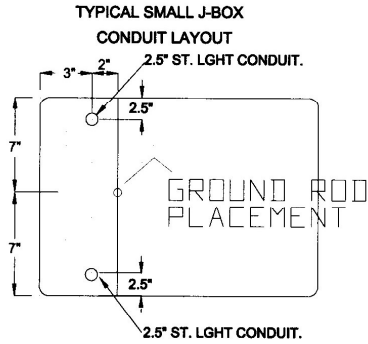 TYPICAL SMALL J-BOX
CONDUIT LAYOUT
2.5" ST. LGHT CONDUIT.
3"
2"
2.5"
7"
GROUND ROD
PLACEMENT
7"
2.5"
2.5" ST. LGHT CONDUIT.